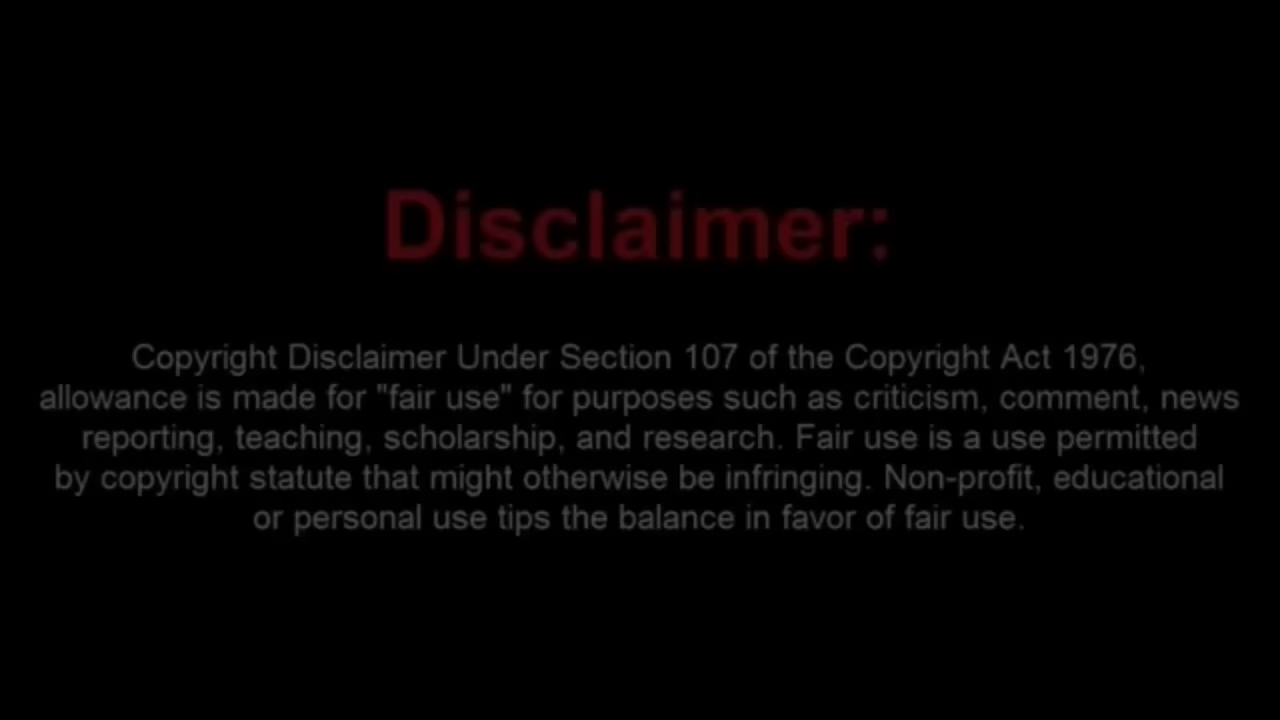 Disclaimer:
Copyright Disclaimer Under Section 107 of the Copyright Act 1976,
allowance is made for "fair use" for purposes such as criticism, comment, news
reporting, teaching, scholarship, and research. Fair use is a use permitted
by copyright statute that might otherwise be infringing. Non-profit, educational
or personal use tips the balance in favor of fair use.